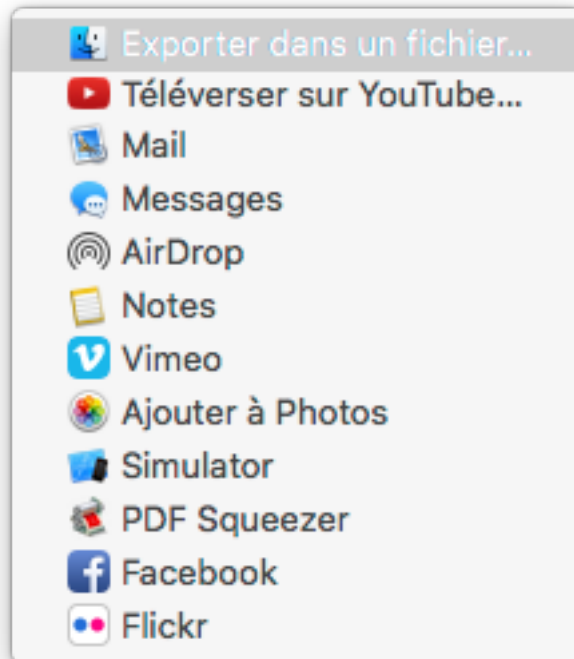 Exporter dans un fichier...
Téléverser sur YouTube...
Mail
Messages
AirDrop
Notes
Vimeo
Ajouter à Photos
Simulator
PDF Squeezer
Facebook
Flickr